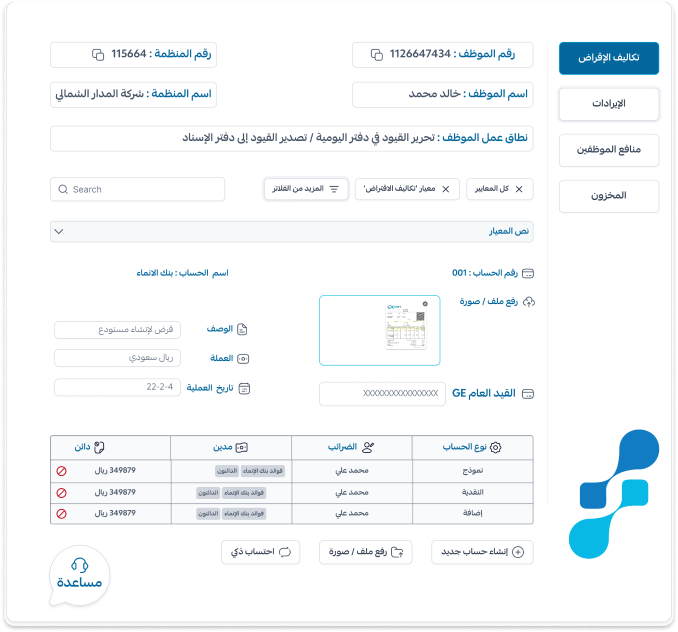 رقم الموظف : 1126647434
رقم المنظمة : 115664
اسم الموظف : خالد محمد
اسم المنظمة : شركة المدار الشمالي
نطاق عمل الموظف : تحرير القيود في دفتر اليومية / تصدير القيود إلى دفتر الإسناد
تكاليف الإقراض
الإيرادات
منافع الموظفين
المخزون
كل المعايير
معيار 'تكاليف الاقتراض'
المزيد من الفلاتر
Search
نص المعيار
رقم الحساب : 001
اسم الحساب : بنك الانماء
رفع ملف / صورة
الوصف
قرض لإنشاء مستودع
العملة
ريال سعودي
تاريخ العملية
22-2-4
القيد العام GE
XXXXXXXXXXXXXXXX
نوع الحساب الضرائب مدين دائن
نموذج محمد علي فوائد بنك الإنماء الدائنون 349879 ريال
النقدية محمد علي فوائد بنك الإنماء الدائنون 349879 ريال
إضافة محمد علي فوائد بنك الإنماء الدائنون 349879 ريال
إنشاء حساب جديد
رفع ملف / صورة
احتساب ذكي
مساعدة